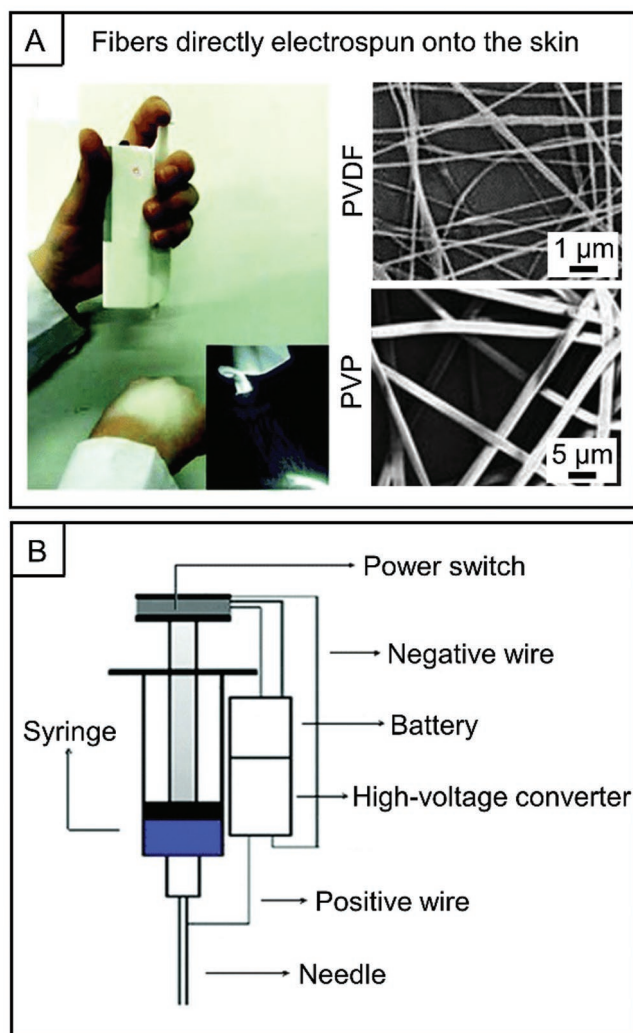 A
Fibers directly electrospun onto the skin
PVDF
1 μm
PVP
5 μm
B
Power switch
Negative wire
Battery
Syringe
High-voltage converter
Positive wire
Needle